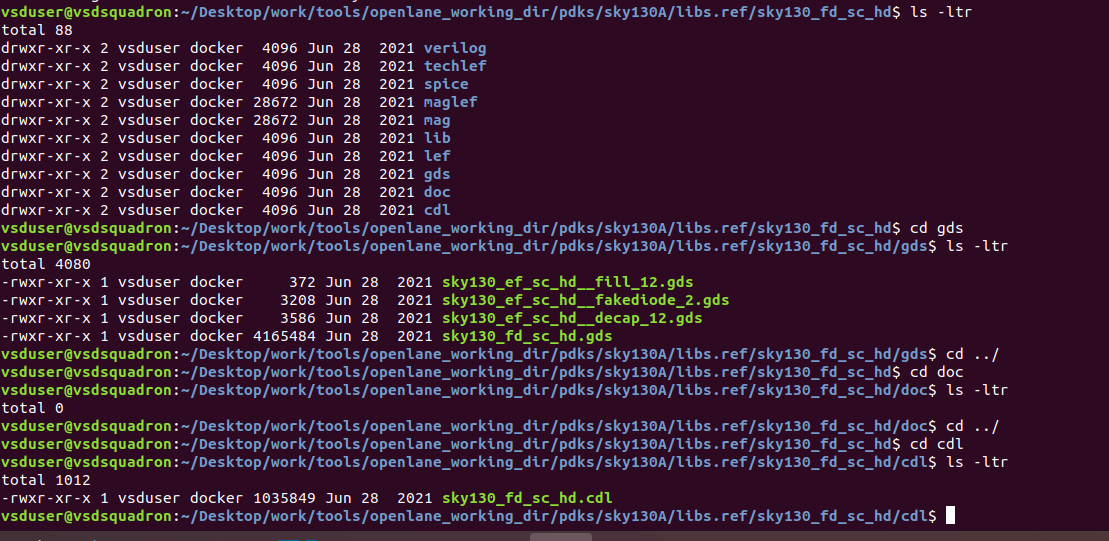 vsduser@vsdsquadron:~/Desktop/work/tools/openlane_working_dir/pdks/sky130A/libs.ref/sky130_fd_sc_hd$ ls -ltr
total 88
drwxr-xr-x 2 vsduser docker  4096 Jun 28  2021 verilog
drwxr-xr-x 2 vsduser docker  4096 Jun 28  2021 techlef
drwxr-xr-x 2 vsduser docker  4096 Jun 28  2021 spice
drwxr-xr-x 2 vsduser docker 28672 Jun 28  2021 maglef
drwxr-xr-x 2 vsduser docker 28672 Jun 28  2021 mag
drwxr-xr-x 2 vsduser docker  4096 Jun 28  2021 lib
drwxr-xr-x 2 vsduser docker  4096 Jun 28  2021 lef
drwxr-xr-x 2 vsduser docker  4096 Jun 28  2021 gds
drwxr-xr-x 2 vsduser docker  4096 Jun 28  2021 doc
drwxr-xr-x 2 vsduser docker  4096 Jun 28  2021 cdl
vsduser@vsdsquadron:~/Desktop/work/tools/openlane_working_dir/pdks/sky130A/libs.ref/sky130_fd_sc_hd$ cd gds
vsduser@vsdsquadron:~/Desktop/work/tools/openlane_working_dir/pdks/sky130A/libs.ref/sky130_fd_sc_hd/gds$ ls -ltr
total 4080
-rwxr-xr-x 1 vsduser docker     372 Jun 28  2021 sky130_ef_sc_hd__fill_12.gds
-rwxr-xr-x 1 vsduser docker    3208 Jun 28  2021 sky130_ef_sc_hd__fakediode_2.gds
-rwxr-xr-x 1 vsduser docker    3586 Jun 28  2021 sky130_ef_sc_hd__decap_12.gds
-rwxr-xr-x 1 vsduser docker 4165484 Jun 28  2021 sky130_fd_sc_hd.gds
vsduser@vsdsquadron:~/Desktop/work/tools/openlane_working_dir/pdks/sky130A/libs.ref/sky130_fd_sc_hd/gds$ cd ../
vsduser@vsdsquadron:~/Desktop/work/tools/openlane_working_dir/pdks/sky130A/libs.ref/sky130_fd_sc_hd$ cd doc
vsduser@vsdsquadron:~/Desktop/work/tools/openlane_working_dir/pdks/sky130A/libs.ref/sky130_fd_sc_hd/doc$ ls -ltr
total 0
vsduser@vsdsquadron:~/Desktop/work/tools/openlane_working_dir/pdks/sky130A/libs.ref/sky130_fd_sc_hd/doc$ cd ../
vsduser@vsdsquadron:~/Desktop/work/tools/openlane_working_dir/pdks/sky130A/libs.ref/sky130_fd_sc_hd$ cd cdl
vsduser@vsdsquadron:~/Desktop/work/tools/openlane_working_dir/pdks/sky130A/libs.ref/sky130_fd_sc_hd/cdl$ ls -ltr
total 1012
-rwxr-xr-x 1 vsduser docker 1035849 Jun 28  2021 sky130_fd_sc_hd.cdl
vsduser@vsdsquadron:~/Desktop/work/tools/openlane_working_dir/pdks/sky130A/libs.ref/sky130_fd_sc_hd/cdl$